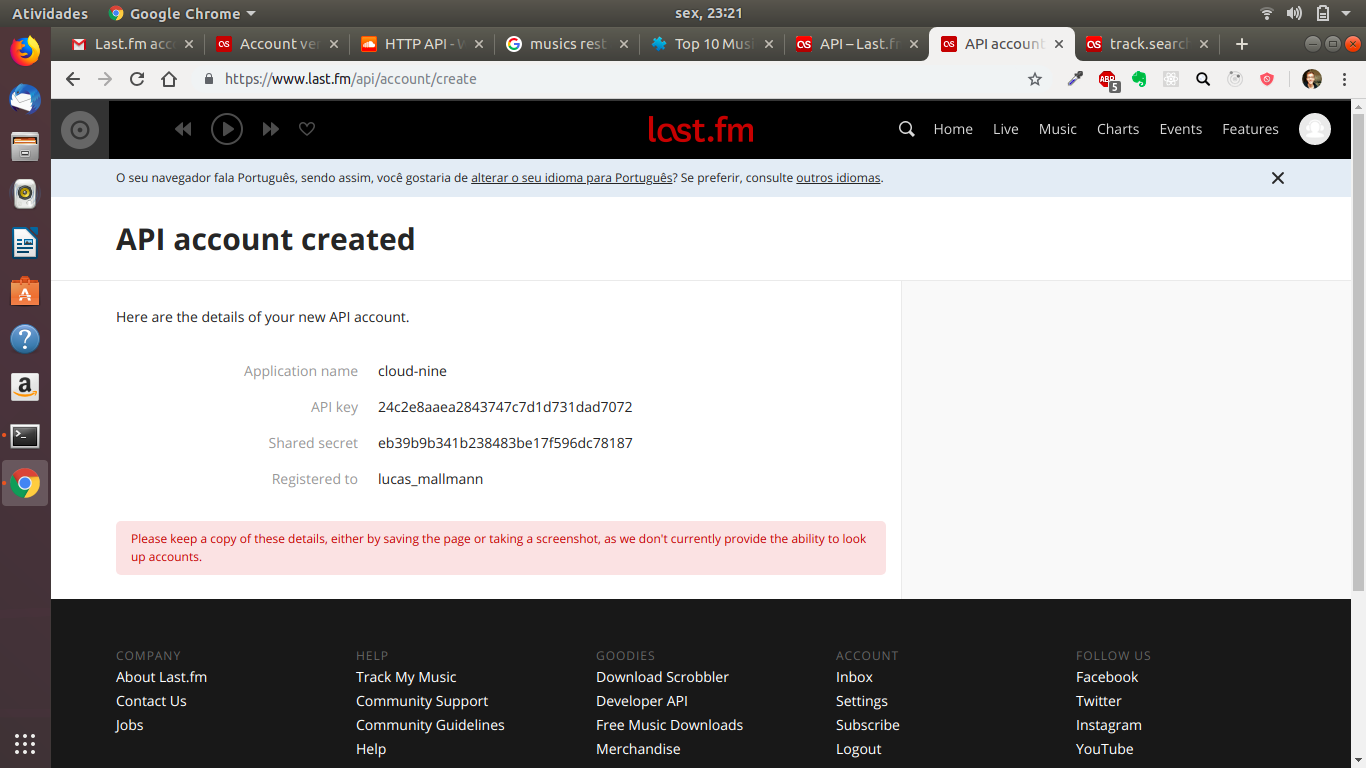 Atividades
Google Chrome
sex, 23:21
Last.fm acc
Account ver
HTTP API - W
musics rest
Top 10 Musi
API – Last.fm
API account
track.search
https://www.last.fm/api/account/create
ABP
5
last.fm
Home
Live
Music
Charts
Events
Features
O seu navegador fala Português, sendo assim, você gostaria de alterar o seu idioma para Português? Se preferir, consulte outros idiomas.
API account created
Here are the details of your new API account.
Application name cloud-nine
API key 24c2e8aaea2843747c7d1d731dad7072
Shared secret eb39b9b341b238483be17f596dc78187
Registered to lucas_mallmann
Please keep a copy of these details, either by saving the page or taking a screenshot, as we don't currently provide the ability to look
up accounts.
COMPANY
About Last.fm
Contact Us
Jobs
HELP
Track My Music
Community Support
Community Guidelines
Help
GOODIES
Download Scrobbler
Developer API
Free Music Downloads
Merchandise
ACCOUNT
Inbox
Settings
Subscribe
Logout
FOLLOW US
Facebook
Twitter
Instagram
YouTube